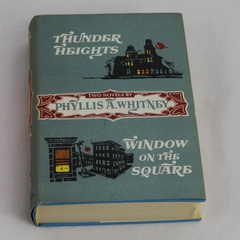 THUNDER
HEIGHTS
TWO NOVELS BY
PHYLLIS A. WHITNEY
WINDOW
ON THE
SQUARE